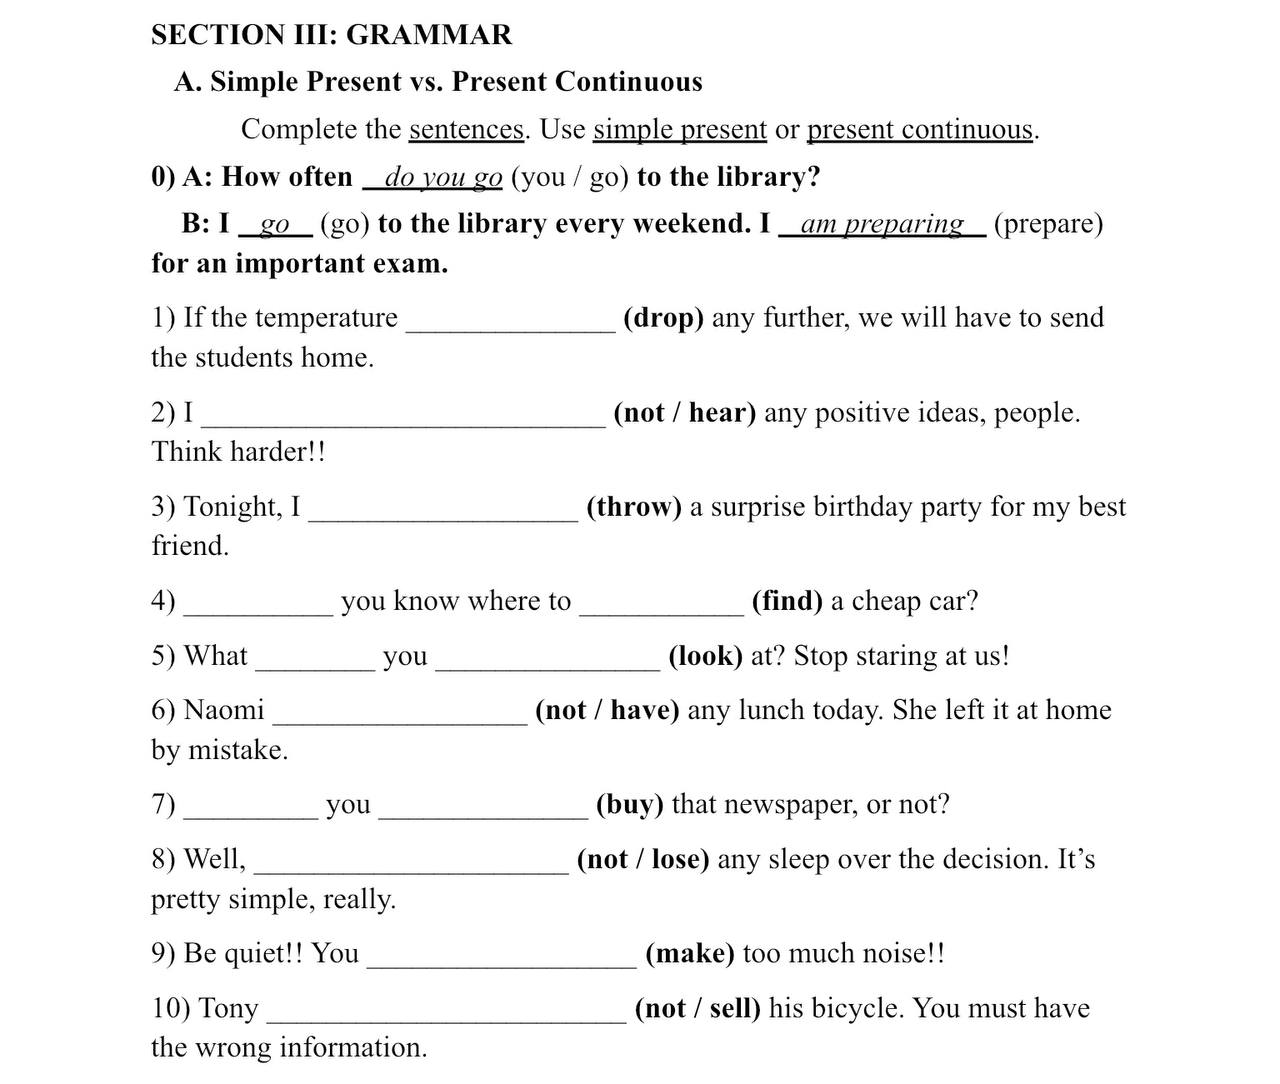 SECTION III: GRAMMAR
A. Simple Present vs. Present Continuous
Complete the sentences. Use simple present or present continuous.
0) A: How often __do you go (you / go) to the library?
B: I __go__ (go) to the library every weekend. I __am preparing__ (prepare)
for an important exam.
1) If the temperature ______________ (drop) any further, we will have to send
the students home.
2) I ___________________________ (not / hear) any positive ideas, people.
Think harder!!
3) Tonight, I __________________ (throw) a surprise birthday party for my best
friend.
4) __________ you know where to ___________ (find) a cheap car?
5) What ________ you _______________ (look) at? Stop staring at us!
6) Naomi _________________ (not / have) any lunch today. She left it at home
by mistake.
7) _________ you ______________ (buy) that newspaper, or not?
8) Well, _____________________ (not / lose) any sleep over the decision. It’s
pretty simple, really.
9) Be quiet!! You __________________ (make) too much noise!!
10) Tony ________________________ (not / sell) his bicycle. You must have
the wrong information.